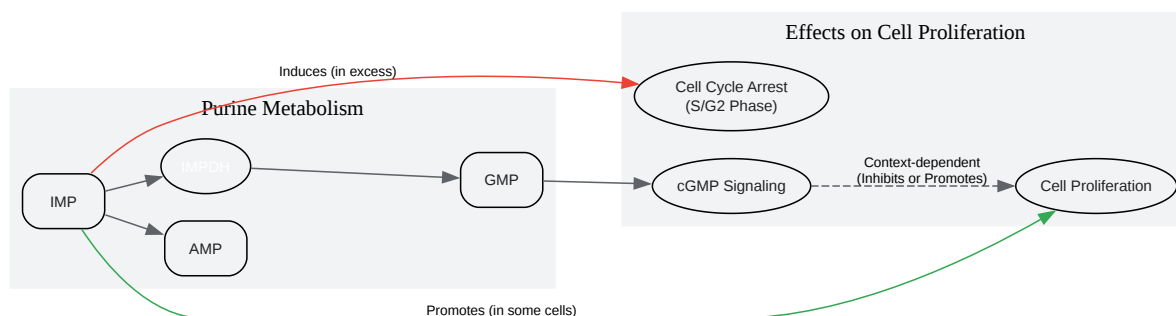 Effects on Cell Proliferation
Induces (in excess)
Cell Cycle Arrest
(S/G2 Phase)
Purine Metabolism
IMPDH
Context-dependent
(Inhibits or Promotes)
GMP
cGMP Signaling
Cell Proliferation
IMP
AMP
Promotes (in some cells)